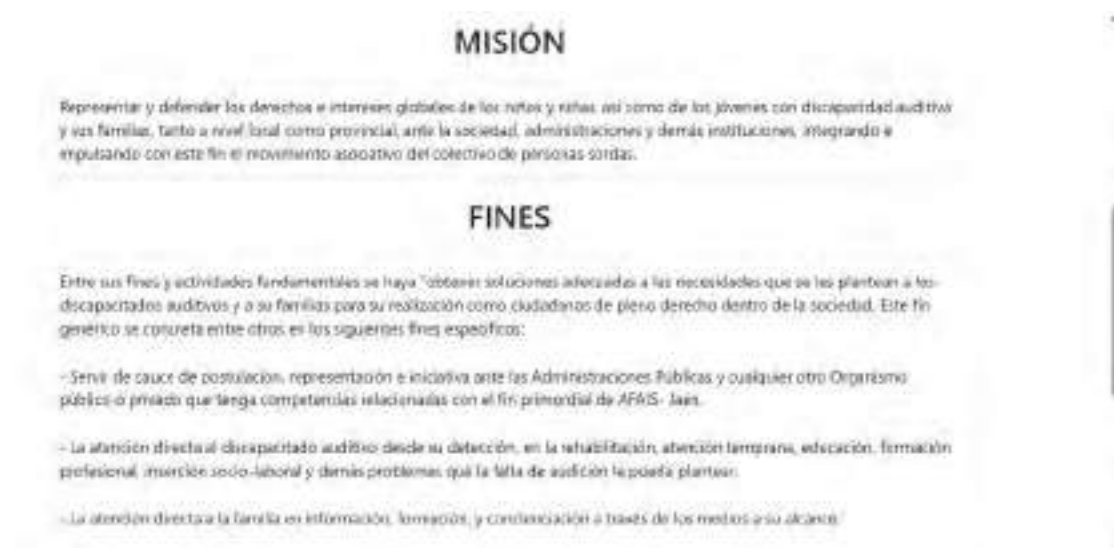 MISIÓN
Representar y defender los derechos e intereses globales de los niños y niñas así como de los jóvenes con discapacidad auditiva
y sus familias, tanto a nivel local como provincial, ante la sociedad, administraciones y demás instituciones, integrando e
impulsando con este fin el movimiento asociativo del colectivo de personas sordas.
FINES
Entre sus fines y actividades fundamentales se haya "obtener soluciones adecuadas a las necesidades que se les plantean a los
discapacitados auditivos y a su familias para su realización como ciudadanos de pleno derecho dentro de la sociedad. Este fin
genérico se concreta entre otros en los siguientes fines específicos:
- Servir de cauce de postulación, representación e iniciativa ante las Administraciones Públicas y cualquier otro Organismo
público o privado que tenga competencias relacionadas con el fin primordial de AFAIS- Jaén.
- La atención directa al discapacitado auditivo desde su detección, en la rehabilitación, atención temprana, educación, formación
profesional, inserción socio-laboral y demás problemas que la falta de audición le pueda plantear.
- La atención directa a la familia en información, formación, y concienciación a través de los medios a su alcance."